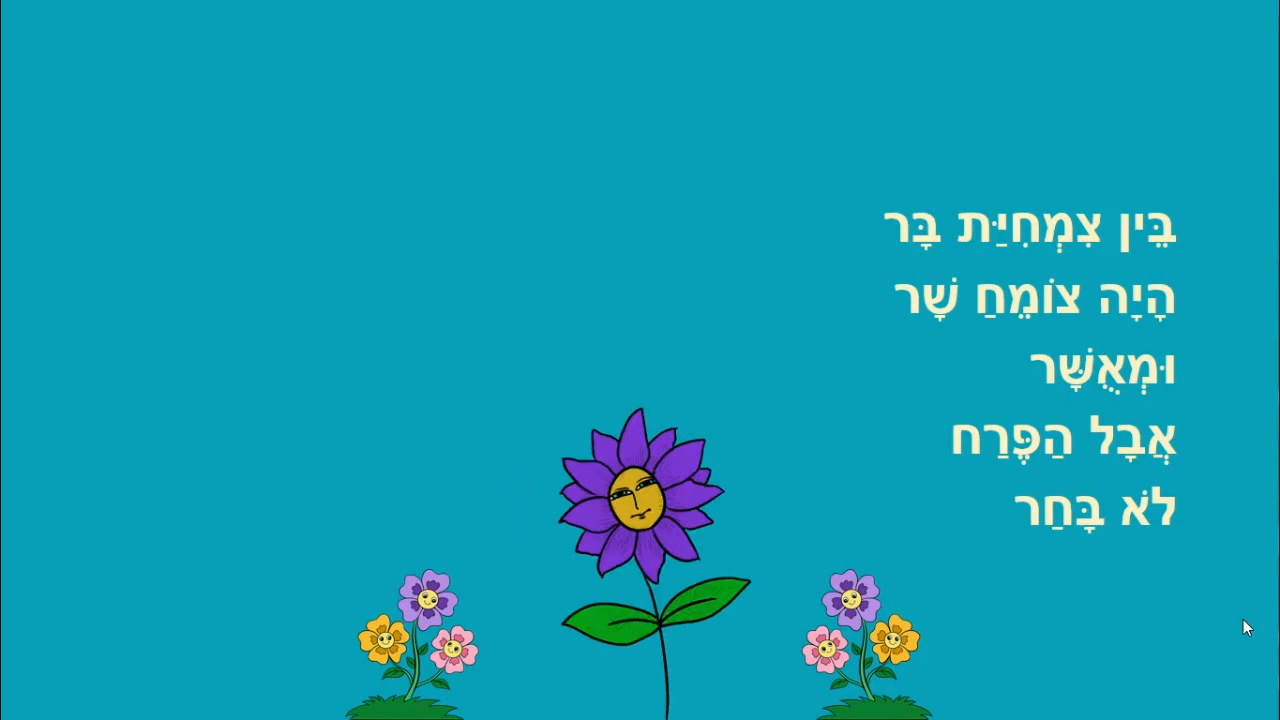 בֵּין צִמְחִיַּת בָּר
הָיָה צוֹמֵחַ שָׁר
וּמְאֻשָּׁר
אֲבָל הַפֶּרַח
לֹא בָּחַר